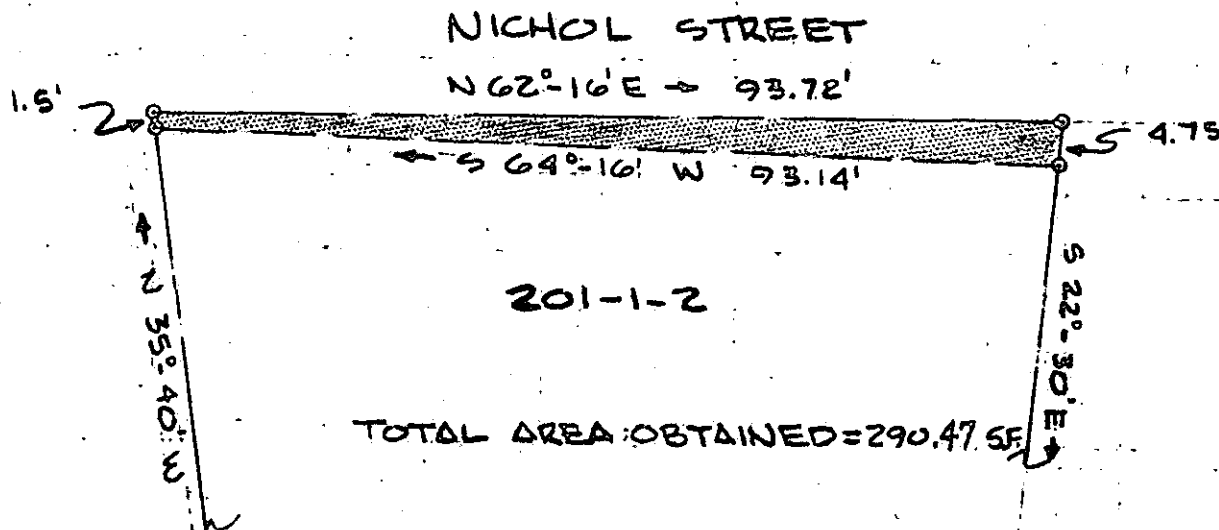 NICHOL STREET
N 62°-16' E → 93.72'
1.5'
4.75
← S 64°-16' W 93.14'
← N 35°-40' W
201-1-2
S 22°-30' E →
TOTAL AREA OBTAINED = 290.47 S.F.